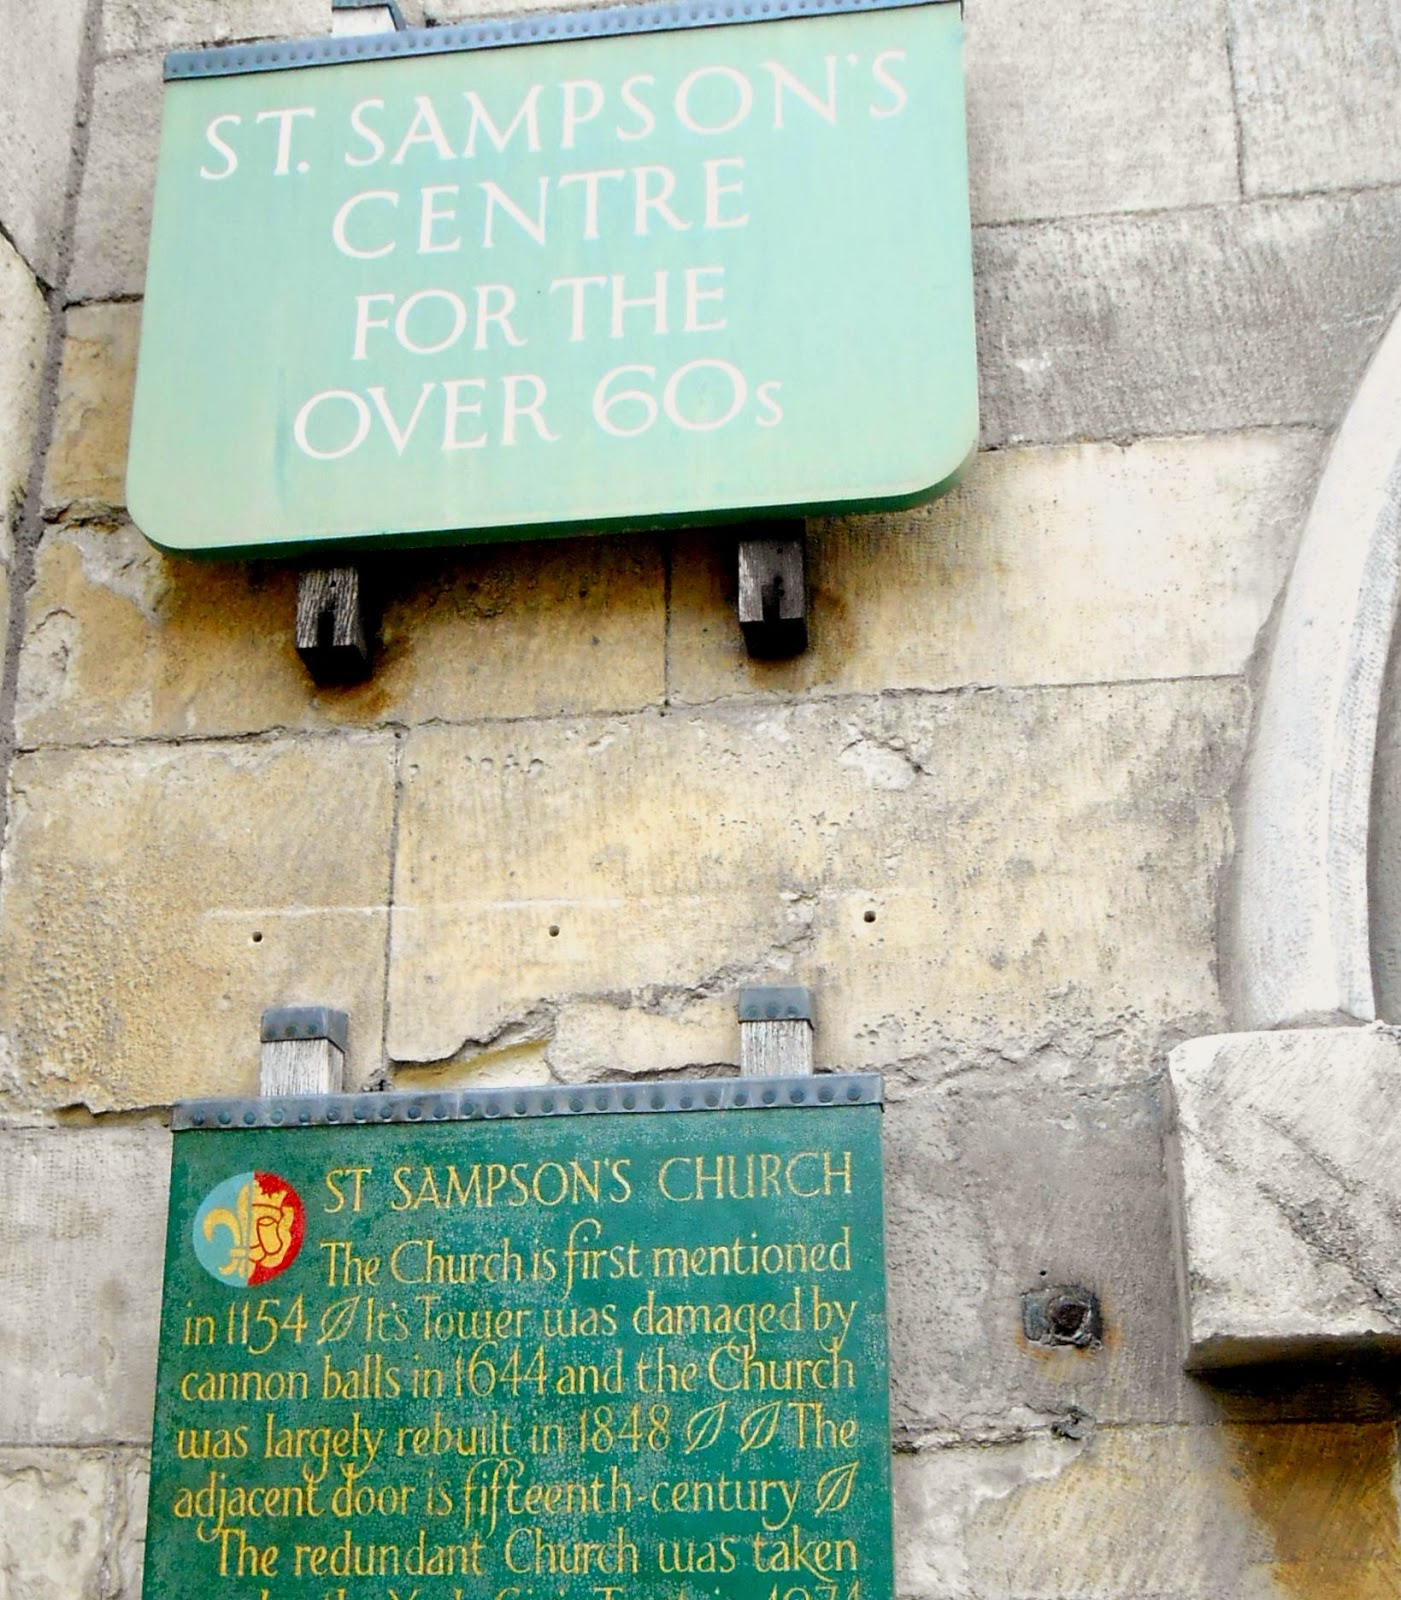 ST. SAMPSON'S
CENTRE
FOR THE
OVER 60s
ST SAMPSON'S CHURCH
The Church is first mentioned
in 1154 It's Tower was damaged by
cannon balls in 1644 and the Church
was largely rebuilt in 1848 The
adjacent door is fifteenth-century
The redundant Church was taken